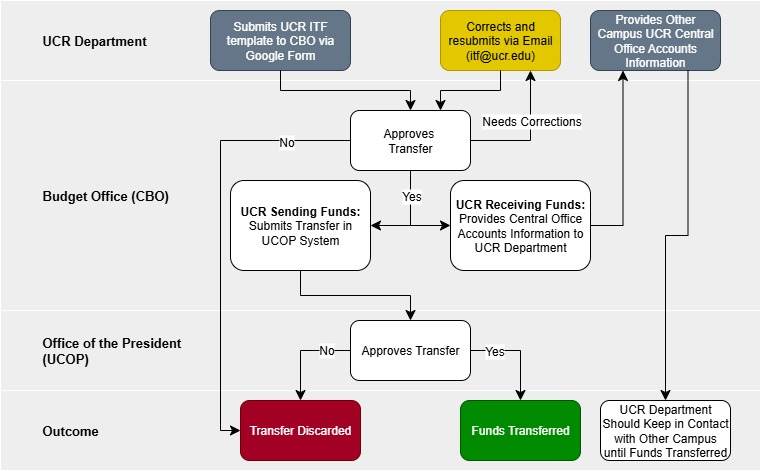 UCR Department
Submits UCR ITF
template to CBO via
Google Form
Corrects and
resubmits via Email
(itf@ucr.edu)
Provides Other
Campus UCR Central
Office Accounts
Information
Budget Office (CBO)
No
Approves
Transfer
Needs Corrections
Yes
UCR Sending Funds:
Submits Transfer in
UCOP System
UCR Receiving Funds:
Provides Central Office
Accounts Information to
UCR Department
Office of the President
(UCOP)
No
Approves Transfer
Yes
Outcome
Transfer Discarded
Funds Transferred
UCR Department
Should Keep in Contact
with Other Campus
until Funds Transferred